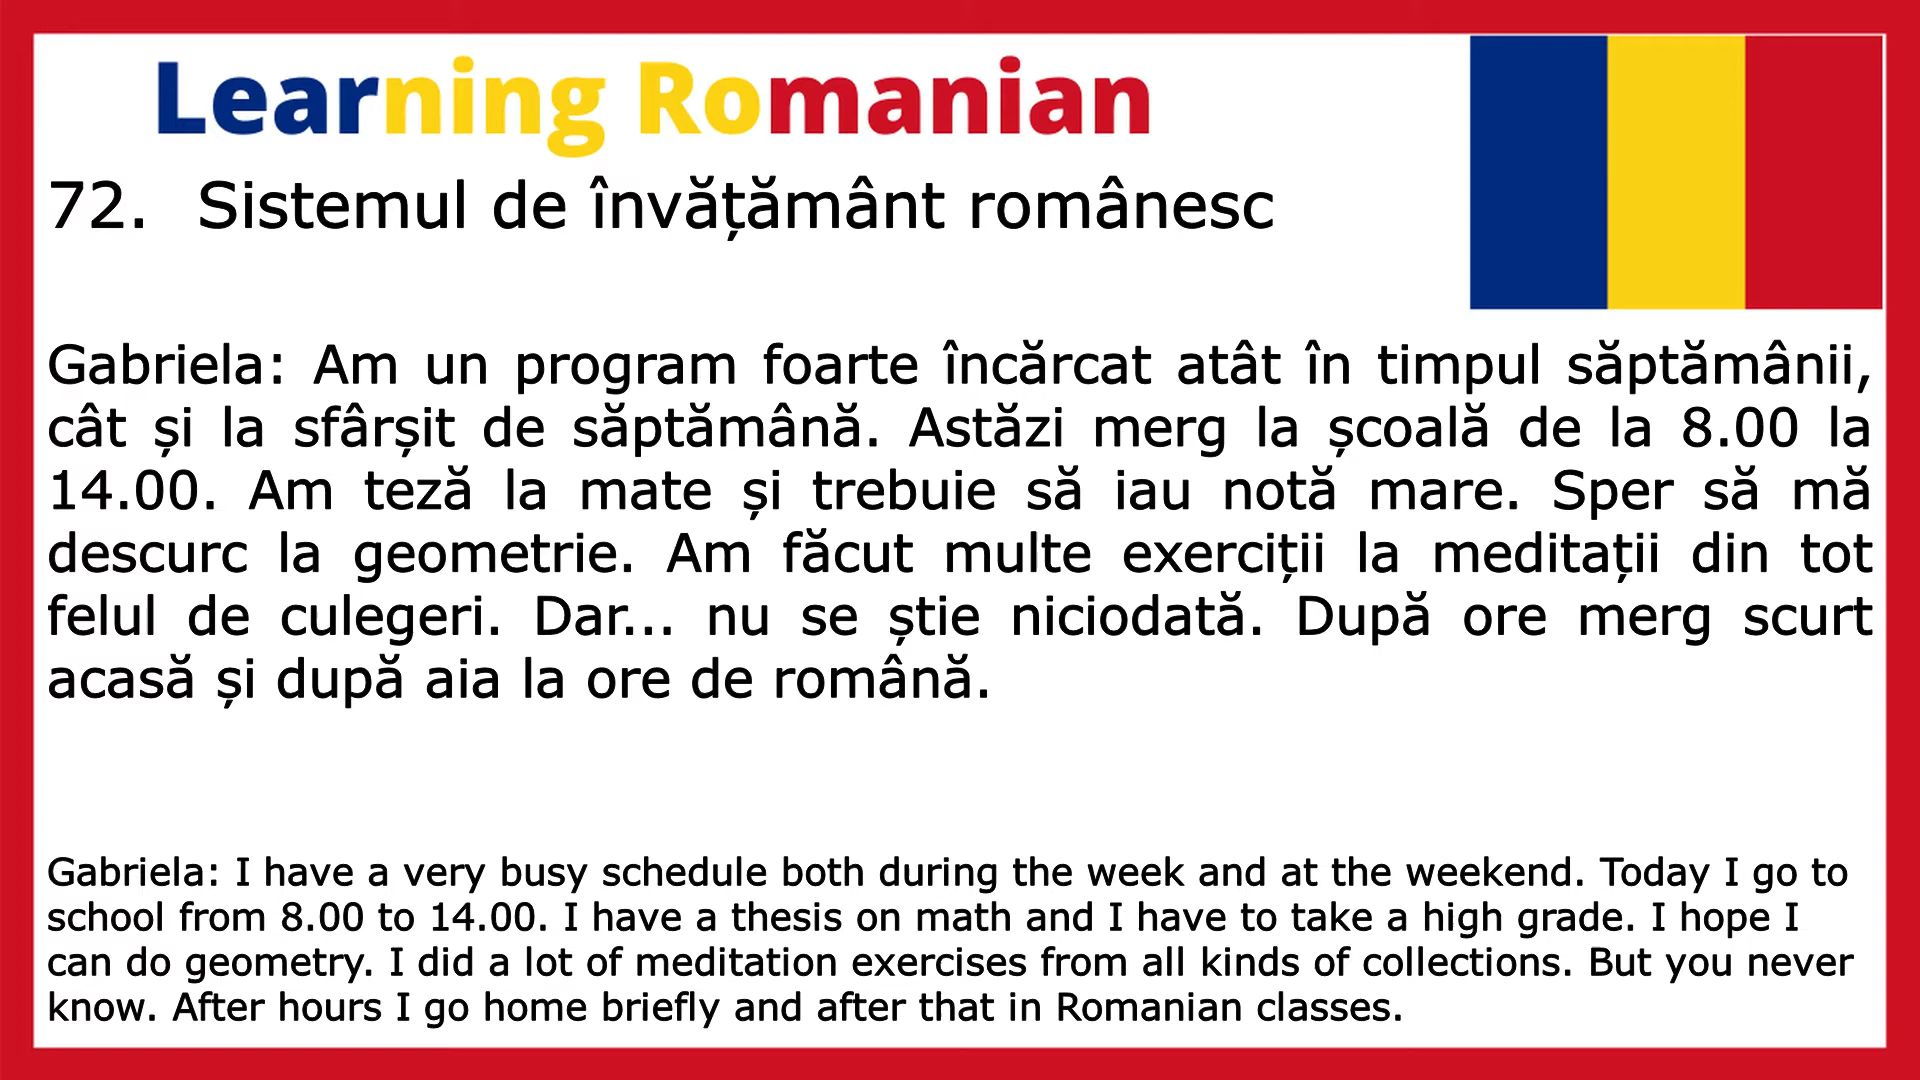 Learning Romanian
72. Sistemul de învățământ românesc
Gabriela: Am un program foarte încărcat atât în timpul săptămânii,
cât și la sfârșit de săptămână. Astăzi merg la școală de la 8.00 la
14.00. Am teză la mate și trebuie să iau notă mare. Sper să mă
descurc la geometrie. Am făcut multe exerciții la meditații din tot
felul de culegeri. Dar... nu se știe niciodată. După ore merg scurt
acasă și după aia la ore de română.
Gabriela: I have a very busy schedule both during the week and at the weekend. Today I go to
school from 8.00 to 14.00. I have a thesis on math and I have to take a high grade. I hope I
can do geometry. I did a lot of meditation exercises from all kinds of collections. But you never
know. After hours I go home briefly and after that in Romanian classes.